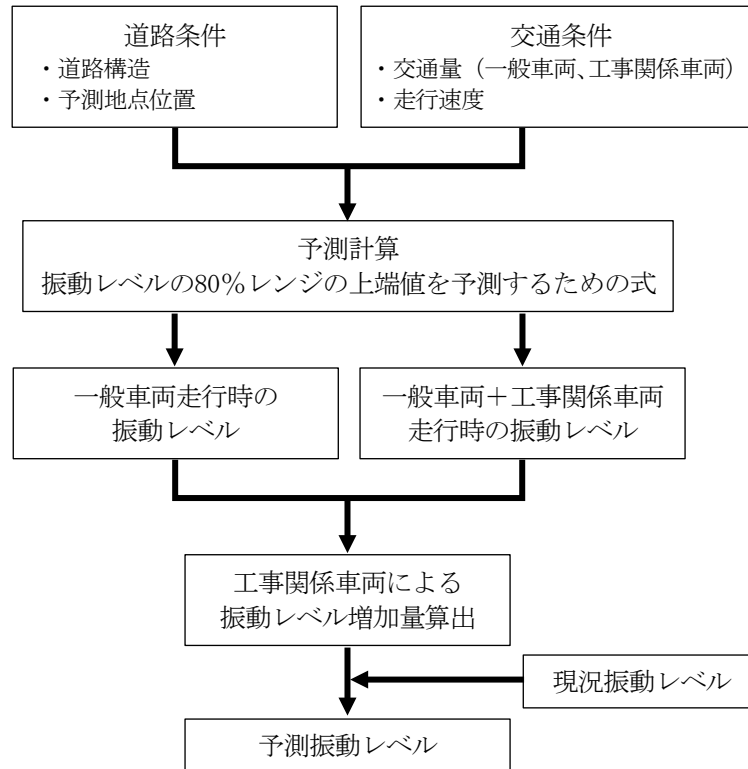 道路条件
・道路構造
・予測地点位置
交通条件
・交通量（一般車両、工事関係車両）
・走行速度
予測計算
振動レベルの80％レンジの上端値を予測するための式
一般車両走行時の
振動レベル
一般車両＋工事関係車両
走行時の振動レベル
工事関係車両による
振動レベル増加量算出
現況振動レベル
予測振動レベル